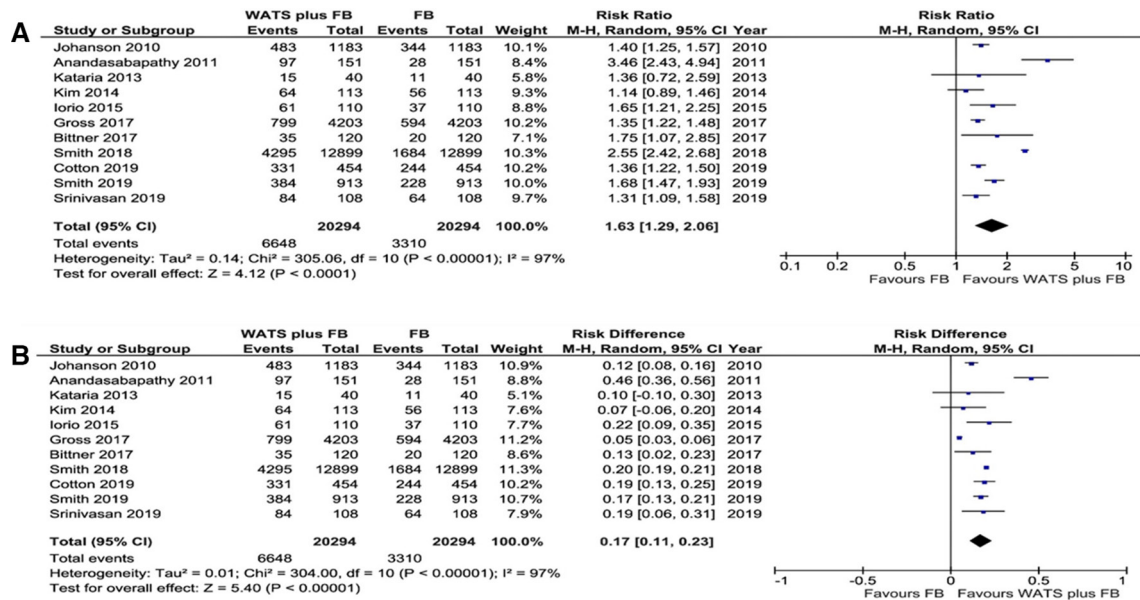 A
WATS plus FB FB Risk Ratio Risk Ratio
Study or Subgroup Events Total Events Total Weight M-H, Random, 95% CI Year M-H, Random, 95% CI
Johanson 2010 483 1183 344 1183 10.1% 1.40 [1.25, 1.57] 2010
Anandasabapathy 2011 97 151 28 151 8.4% 3.46 [2.43, 4.94] 2011
Kataria 2013 15 40 11 40 5.8% 1.36 [0.72, 2.59] 2013
Kim 2014 64 113 56 113 9.3% 1.14 [0.89, 1.46] 2014
Iorio 2015 61 110 37 110 8.8% 1.65 [1.21, 2.25] 2015
Gross 2017 799 4203 594 4203 10.2% 1.35 [1.22, 1.48] 2017
Bittner 2017 35 120 20 120 7.1% 1.75 [1.07, 2.85] 2017
Smith 2018 4295 12899 1684 12899 10.3% 2.55 [2.42, 2.68] 2018
Cotton 2019 331 454 244 454 10.2% 1.36 [1.22, 1.50] 2019
Smith 2019 384 913 228 913 10.0% 1.68 [1.47, 1.93] 2019
Srinivasan 2019 84 108 64 108 9.7% 1.31 [1.09, 1.58] 2019
Total (95% CI) 20294 20294 100.0% 1.63 [1.29, 2.06]
Total events 6648 3310
Heterogeneity: Tau² = 0.14; Chi² = 305.06, df = 10 (P < 0.00001); I² = 97%
Test for overall effect: Z = 4.12 (P < 0.0001)
0.1 0.2 0.5 1 2 5 10
Favours FB Favours WATS plus FB
B
WATS plus FB FB Risk Difference Risk Difference
Study or Subgroup Events Total Events Total Weight M-H, Random, 95% CI Year M-H, Random, 95% CI
Johanson 2010 483 1183 344 1183 10.9% 0.12 [0.08, 0.16] 2010
Anandasabapathy 2011 97 151 28 151 8.8% 0.46 [0.36, 0.56] 2011
Kataria 2013 15 40 11 40 5.4% 0.10 [-0.10, 0.30] 2013
Kim 2014 64 113 56 113 7.6% 0.07 [-0.06, 0.20] 2014
Iorio 2015 61 110 37 110 7.7% 0.22 [0.09, 0.35] 2015
Gross 2017 799 4203 594 4203 11.2% 0.05 [0.03, 0.06] 2017
Bittner 2017 35 120 20 120 8.6% 0.13 [0.02, 0.23] 2017
Smith 2018 4295 12899 1684 12899 11.3% 0.20 [0.19, 0.21] 2018
Cotton 2019 331 454 244 454 9.9% 0.19 [0.13, 0.25] 2019
Smith 2019 384 913 228 913 10.7% 0.17 [0.13, 0.21] 2019
Srinivasan 2019 84 108 64 108 7.9% 0.19 [0.06, 0.31] 2019
Total (95% CI) 20294 20294 100.0% 0.17 [0.11, 0.23]
Total events 6648 3310
Heterogeneity: Tau² = 0.01; Chi² = 304.00, df = 10 (P < 0.00001); I² = 97%
Test for overall effect: Z = 5.40 (P < 0.00001)
-1 -0.5 0 0.5 1
Favours FB Favours WATS plus FB